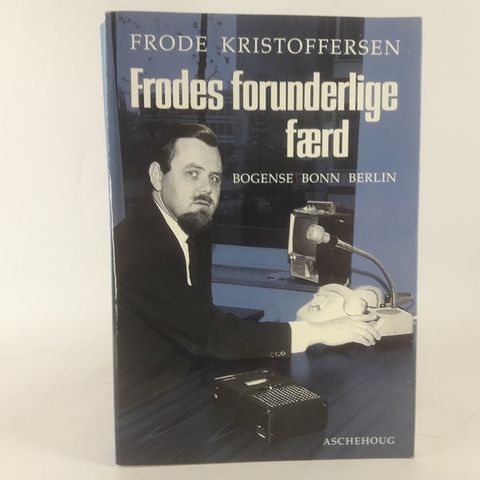 FRODE KRISTOFFERSEN
Frodes forunderlige
færd
BOGENSE BONN BERLIN
ASCHEHOUG